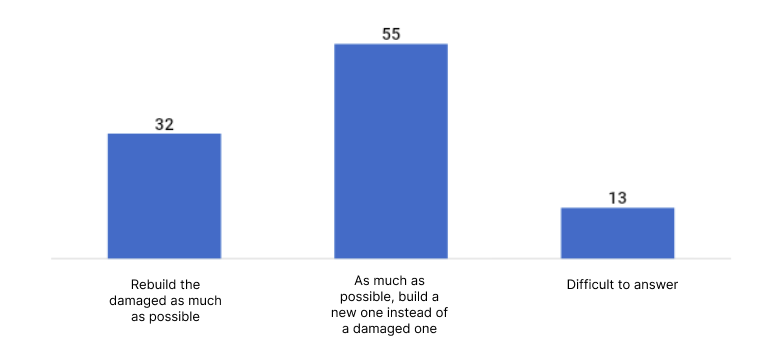 55
32
13
Rebuild the
damaged as much
as possible
As much as
possible, build a
new one instead of
a damaged one
Difficult to answer